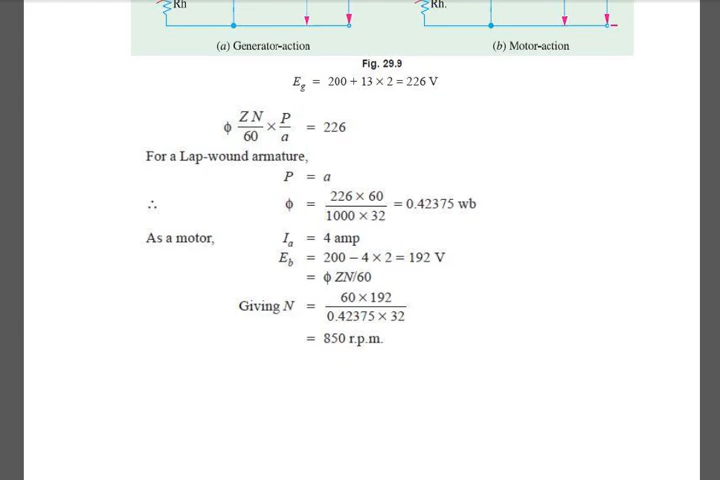 Rh Rh.
(a) Generator-action (b) Motor-action
Fig. 29.9
E_g = 200 + 13 × 2 = 226 V
ϕ ZN/60 × P/a = 226
For a Lap-wound armature,
P = a
∴ ϕ = (226 × 60)/(1000 × 32) = 0.42375 wb
As a motor, I_a = 4 amp
E_b = 200 – 4 × 2 = 192 V
= ϕ ZN/60
Giving N = (60 × 192)/(0.42375 × 32)
= 850 r.p.m.